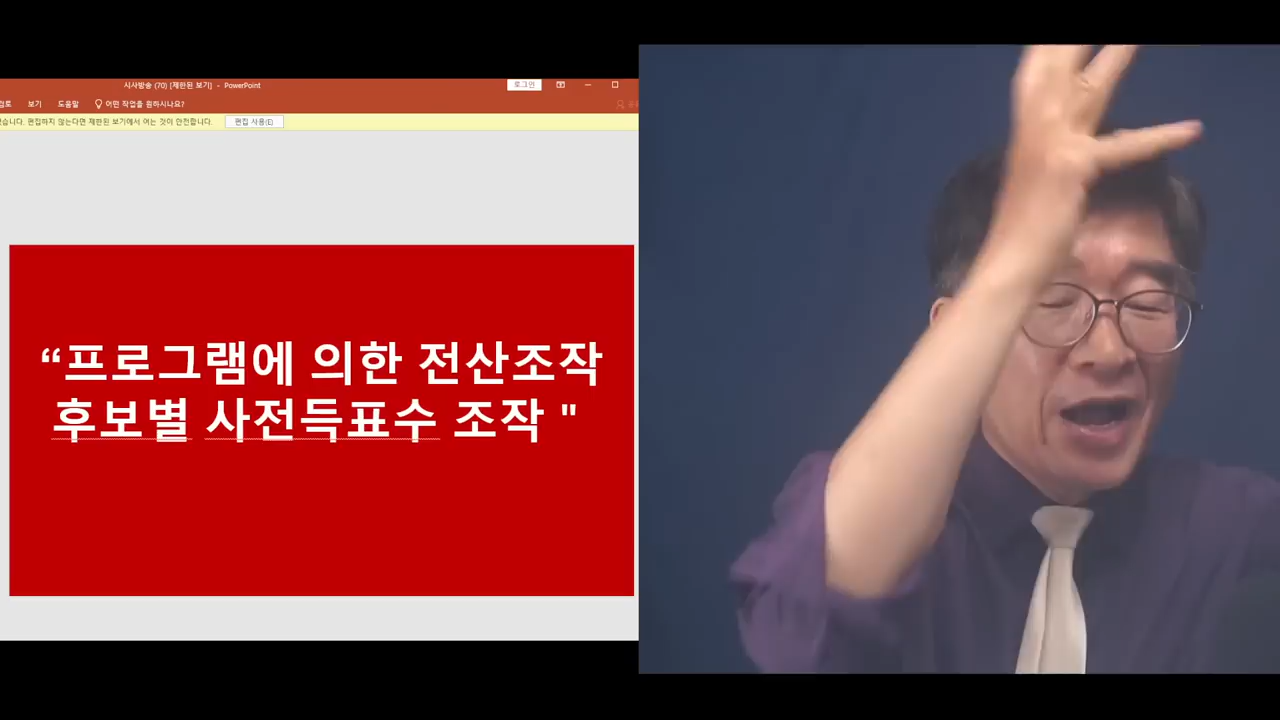 시사방송 (70) [제한된 보기] - PowerPoint
로그인
검토 보기 도움말 어떤 작업을 원하시나요?
편집하지 않는다면 제한된 보기에서 여는 것이 안전합니다.
편집 사용(E)
“프로그램에 의한 전산조작
후보별 사전득표수 조작 "